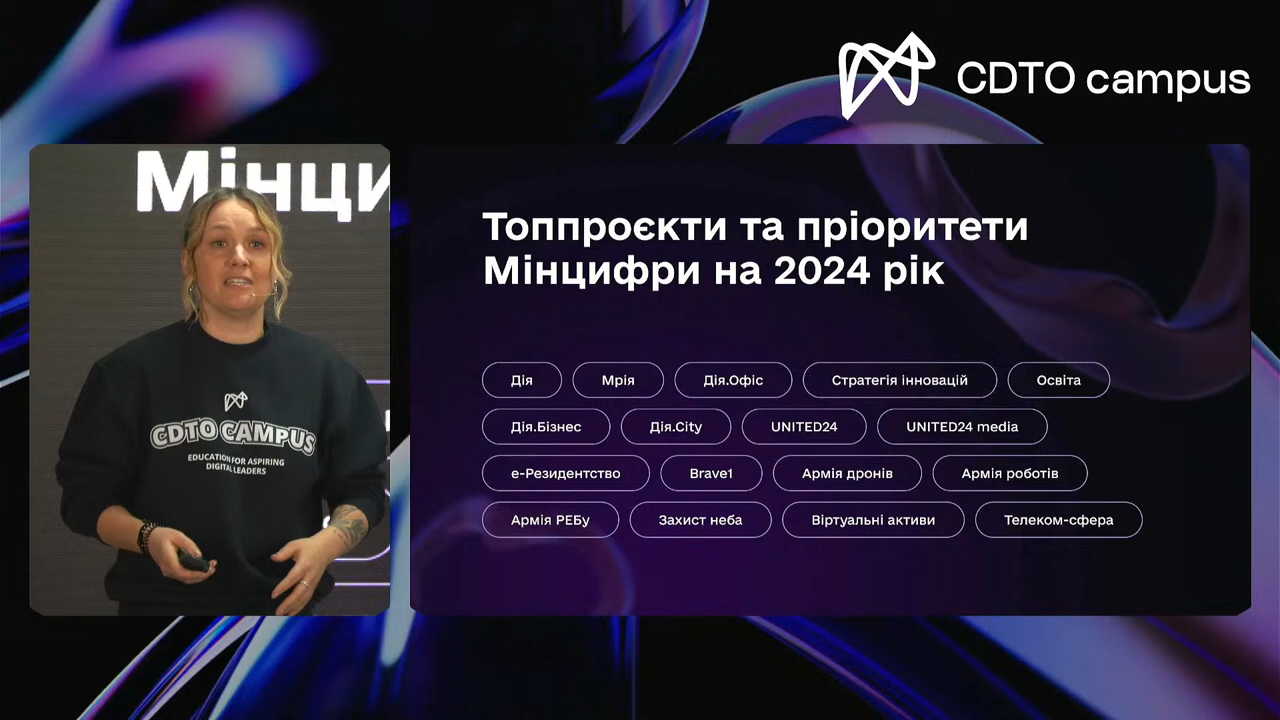 CDTO campus
Мінци
CDTO CAMPUS
EDUCATION FOR ASPIRING
DIGITAL LEADERS
Топпроєкти та пріоритети
Мінцифри на 2024 рік
Дія Мрія Дія.Офіс Стратегія інновацій Освіта
Дія.Бізнес Дія.City UNITED24 UNITED24 media
е-Резидентство Brave1 Армія дронів Армія роботів
Армія РЕБу Захист неба Віртуальні активи Телеком-сфера